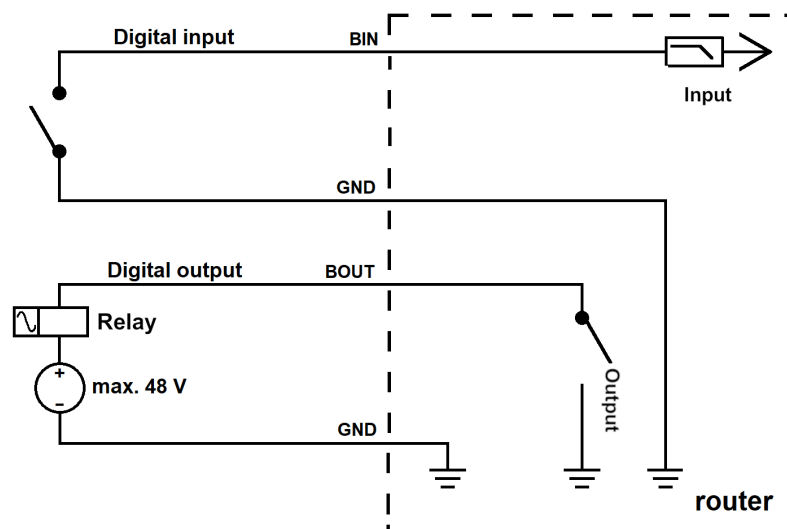 Digital input
BIN
Input
GND
Digital output
BOUT
Relay
+
max. 48 V
–
Output
GND
router